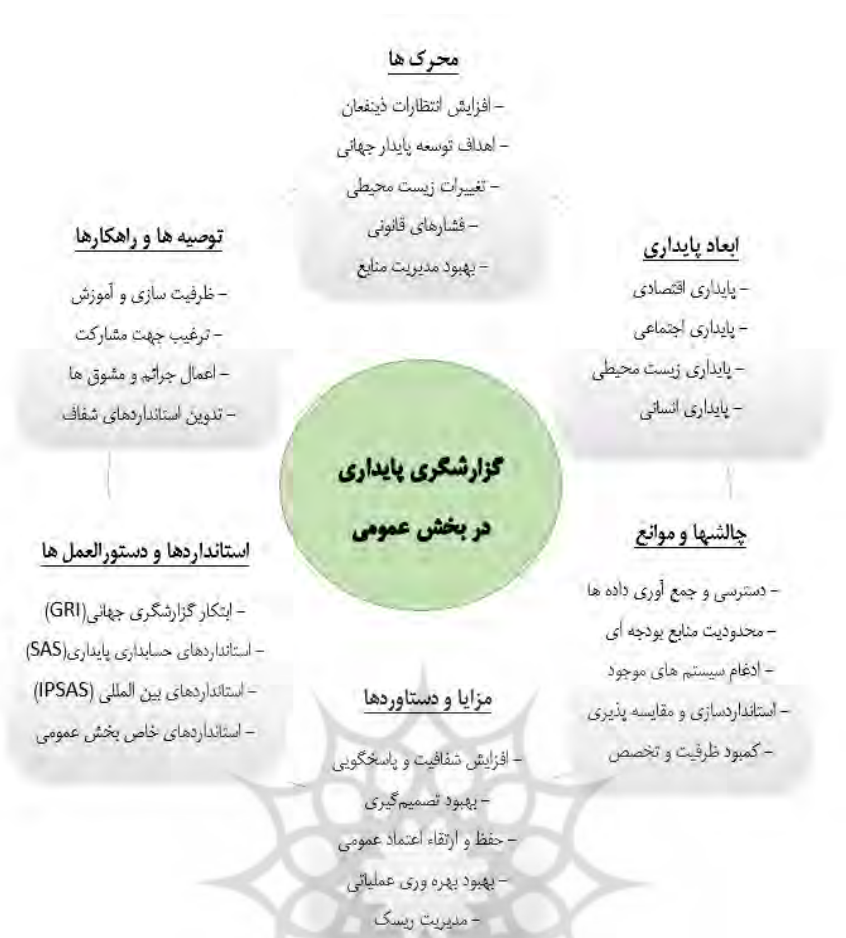 محرک ها
- افزایش انتظارات ذینفعان
- اهداف توسعه پایدار جهانی
- تغییرات زیست محیطی
- فشارهای قانونی
- بهبود مدیریت منابع
ابعاد پایداری
- پایداری اقتصادی
- پایداری اجتماعی
- پایداری زیست محیطی
- پایداری انسانی
توصیه ها و راهکارها
- ظرفیت سازی و آموزش
- ترغیب جهت مشارکت
- اعمال جرائم و مشوق ها
- تدوین استانداردهای شفاف
گزارشگری پایداری
در بخش عمومی
چالشها و موانع
- دسترسی و جمع آوری داده ها
- محدودیت منابع بودجه ای
- ادغام سیستم های موجود
- استانداردسازی و مقایسه پذیری
- کمبود ظرفیت و تخصص
استانداردها و دستورالعمل ها
- ابتکار گزارشگری جهانی(GRI)
- استانداردهای حسابداری پایداری(SAS)
- استانداردهای بین المللی (IPSAS)
- استانداردهای خاص بخش عمومی
مزایا و دستاوردها
- افزایش شفافیت و پاسخگویی
- بهبود تصمیم‌گیری
- حفظ و ارتقاء اعتماد عمومی
- بهبود بهره وری عملیاتی
- مدیریت ریسک